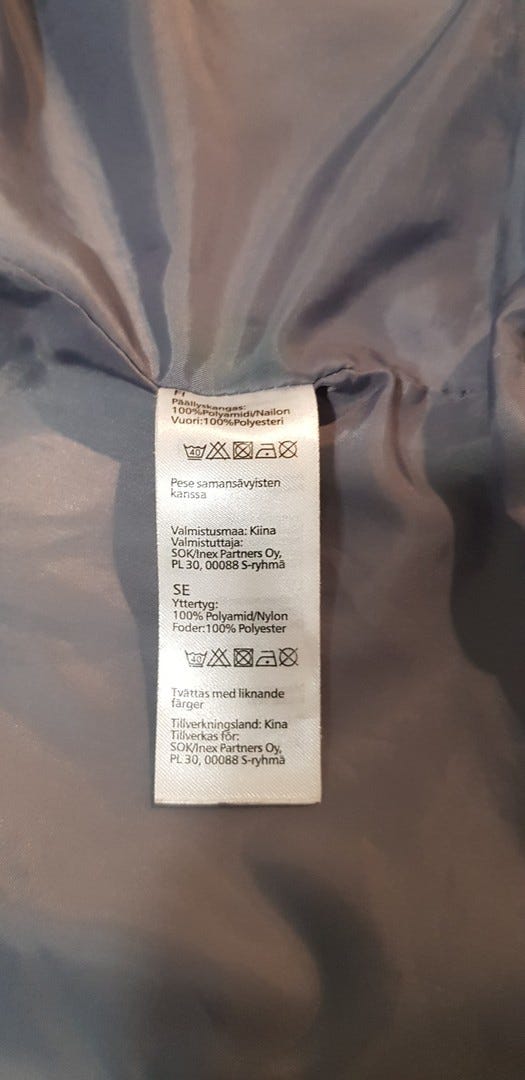 FI
Päällyskangas:
100%Polyamidi/Nailon
Vuori:100%Polyesteri
40
Pese samansävyisten
kanssa
Valmistusmaa: Kiina
Valmistuttaja:
SOK/Inex Partners Oy,
PL 30, 00088 S-ryhmä
SE
Yttertyg:
100% Polyamid/Nylon
Foder:100% Polyester
40
Tvättas med liknande
färger
Tillverkningsland: Kina
Tillverkas för:
SOK/Inex Partners Oy,
PL 30, 00088 S-ryhmä